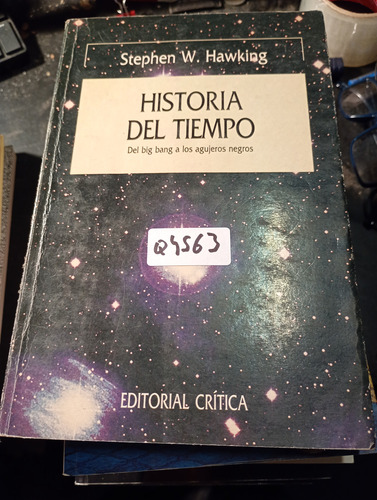 Stephen W. Hawking
HISTORIA
DEL TIEMPO
Del big bang a los agujeros negros
Q4563
EDITORIAL CRÍTICA